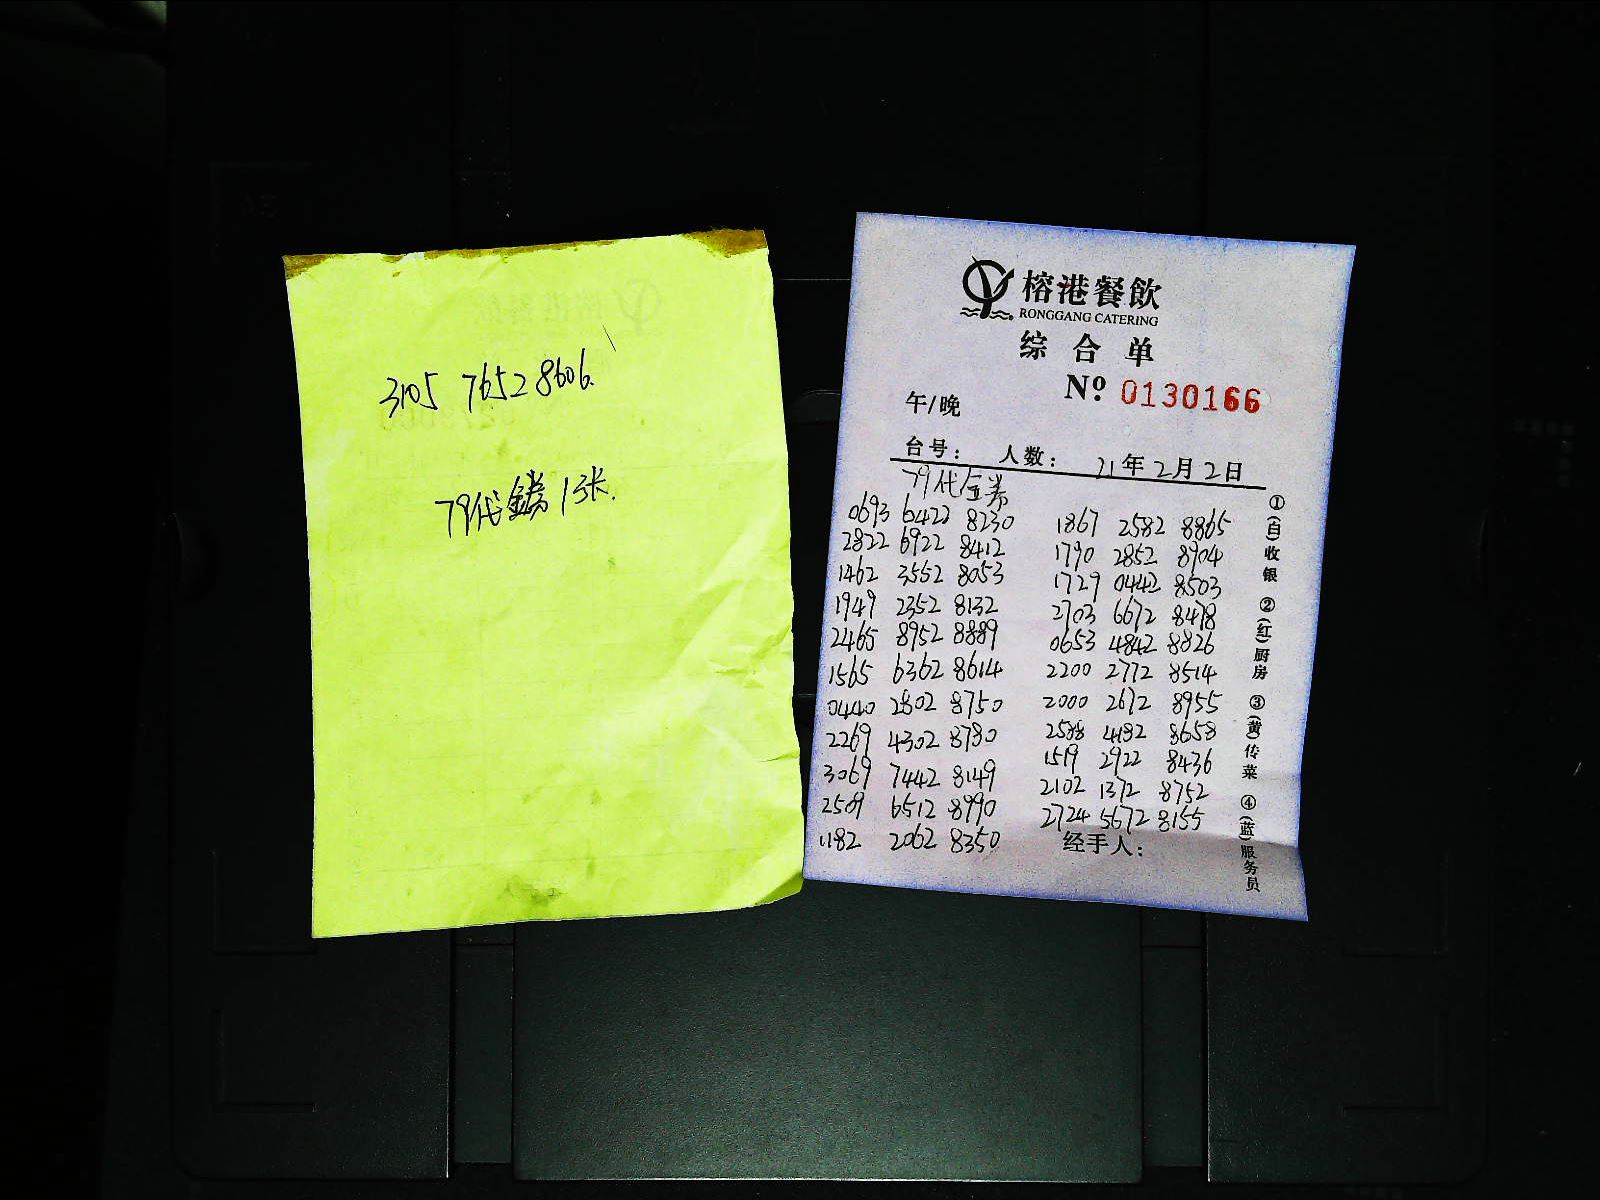 3105 7652 8606.
79代金券1张.
榕港餐飲
RONGGANG CATERING
综合单
Nº 0130166
午/晚
台号: 人数: 21年2月2日
79代金券
0693 6422 8230
2822 6922 8412
1462 3552 8053
1949 2352 8132
2465 8952 8889
1565 6362 8614
0440 2802 8750
2269 4302 8780
3069 7442 8149
2509 6512 8990
1182 2062 8350
1867 2582 8865
1790 2852 8904
1729 0442 8503
2703 6672 8478
0653 4842 8826
2200 2772 8514
2000 2672 8955
2588 4182 8658
1519 2922 8436
2102 1372 8752
2724 5672 8155
经手人:
①(白)收银 ②(红)厨房 ③(黄)传菜 ④(蓝)服务员